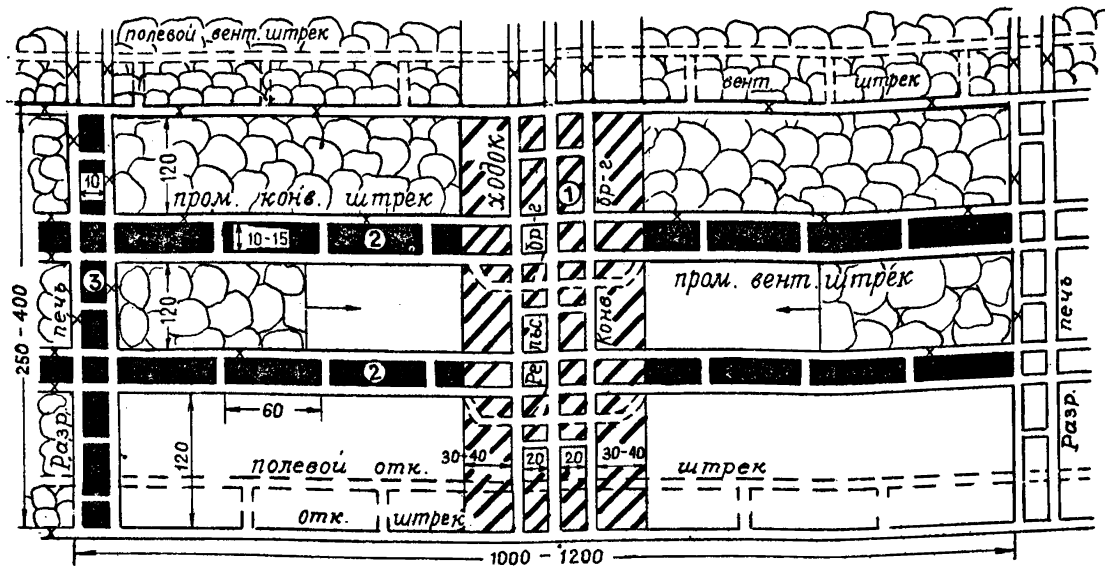 полевой вент. штрек
вент. штрек
ходок
бр-г
1
120
10
пром. конв. штрек
10-15
2
бр-г
3
печь
120
пром. вент. штрек
Рельс.
Конв.
печь
250-400
2
60
Разр.
120
30-40
20
20
30-40
полевой отк. штрек
отк. штрек
Разр.
1000 - 1200